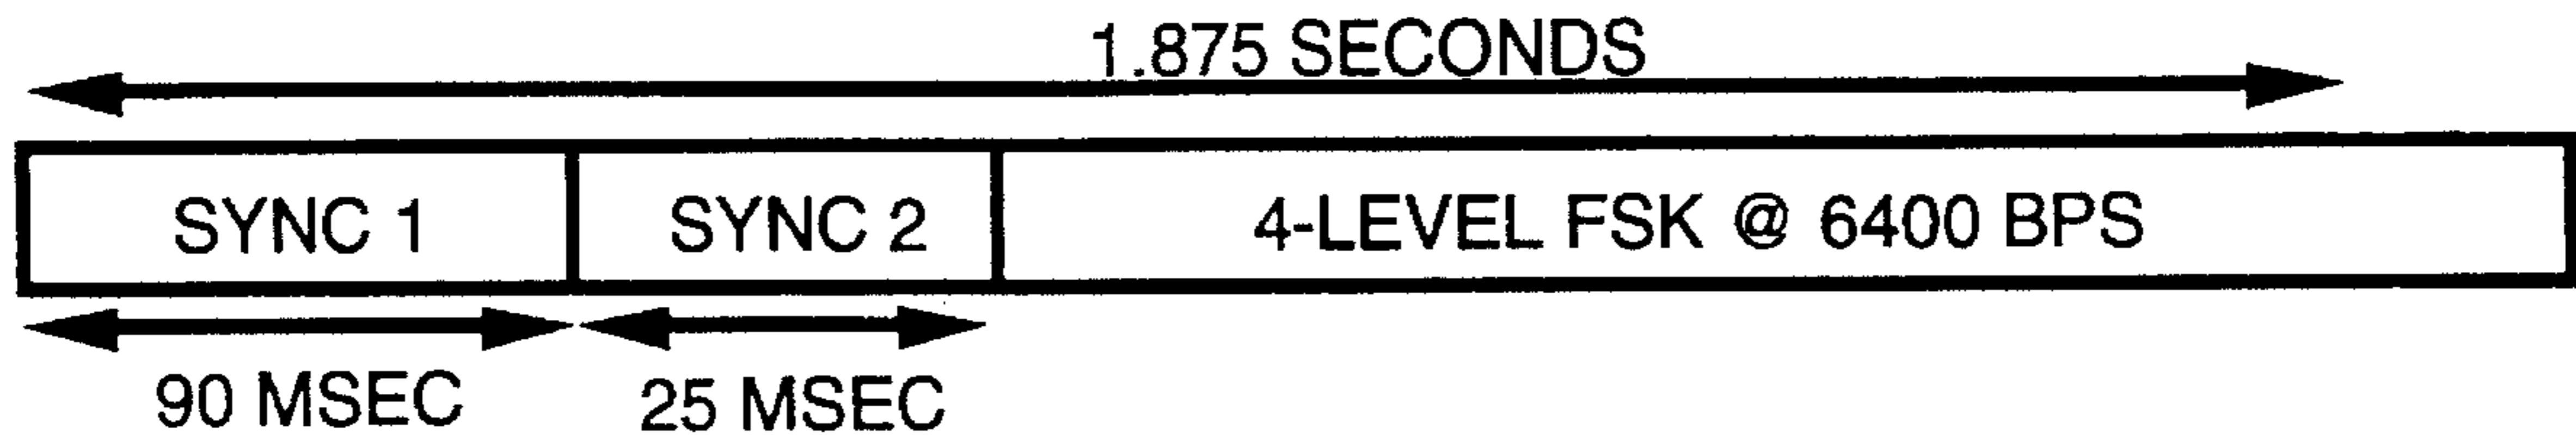 1.875 SECONDS
SYNC 1 SYNC 2 4-LEVEL FSK @ 6400 BPS
90 MSEC 25 MSEC